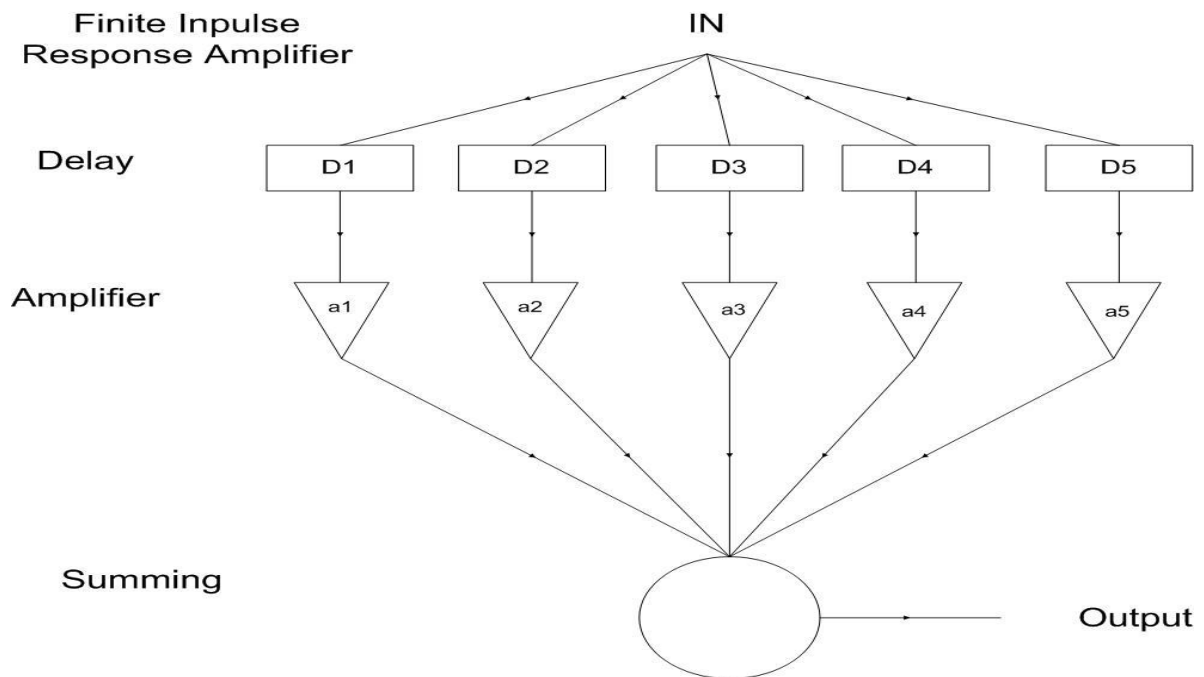 Finite Inpulse
Response Amplifier
IN
Delay
D1
D2
D3
D4
D5
Amplifier
a1
a2
a3
a4
a5
Summing
Output